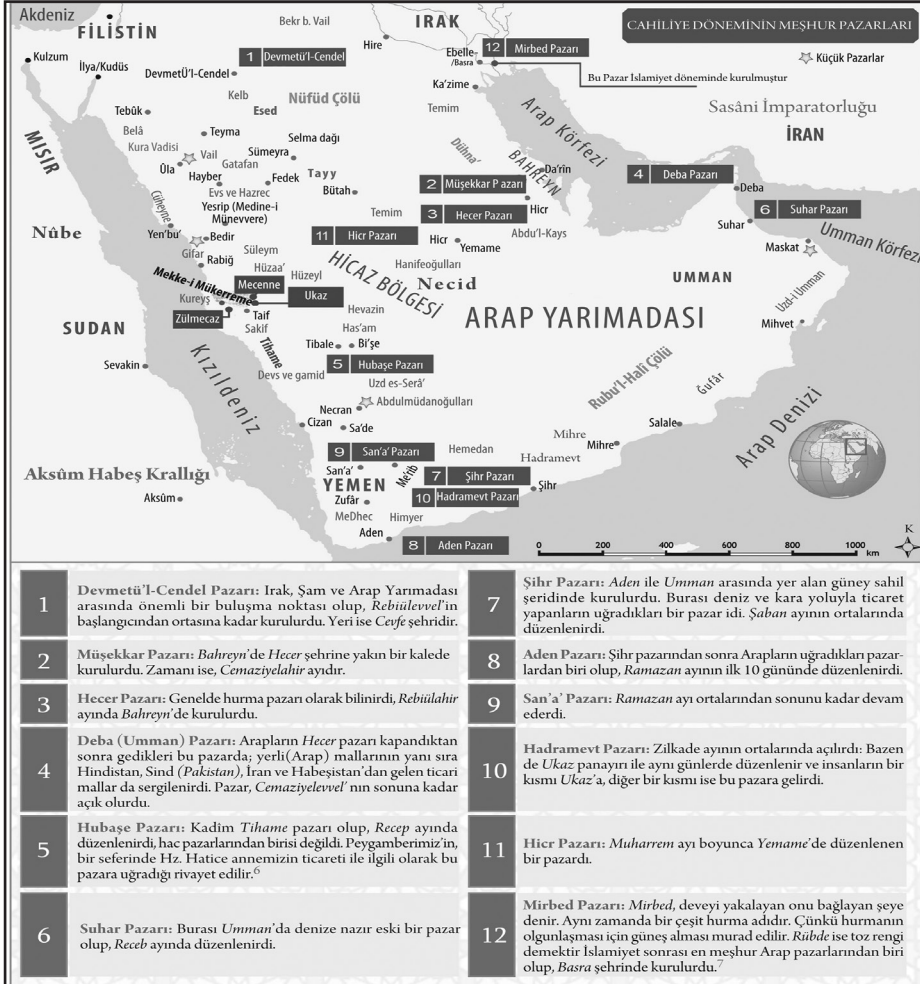 CAHİLİYE DÖNEMİNİN MEŞHUR PAZARLARI
Küçük Pazarlar
Akdeniz
FİLİSTİN
Bekr b. Vail
IRAK
Hire
Ebelle
/Basra
12 Mirbed Pazarı
Bu Pazar İslamiyet döneminde kurulmuştur
Kulzum
İlya/Kudüs
1 Devmetü'l-Cendel
DevmetÜ'l-Cendel
Ka'zime
Kelb
Nüfüd Çölü
Esed
Temim
Arap Körfezi
Sasâni İmparatorluğu
İRAN
Tebûk
Belâ
Kura Vadisi
Teyma
Selma dağı
Vail
Sümeyra
Gatafan
Ûla
Hayber
Fedek
Tayy
Bütah
Dühna'
BAHREYN
Da'rîn
MISIR
Evs ve Hazrec
Yesrip (Medine-i
Münevvere)
Cüheyne
2 Müşekkar P azarı
4 Deba Pazarı
Deba
Hicr
3 Hecer Pazarı
Abdu'l-Kays
6 Suhar Pazarı
Suhar
Nûbe
Yen'bu'
Bedir
Gifar
Rabiğ
Süleym
Temim
11 Hicr Pazarı
Hicr
Yemame
Hanifeoğulları
Maskat
Umman Körfezi
Hüzaa'
Hüzeyl
HİCAZ BÖLGESİ
Necid
UMMAN
Uzd-i Umman
Mekke-i Mükerreme
Mecenne
Ukaz
Kureyş
Zülmecaz
Taif
Sakif
Hevazin
ARAP YARIMADASI
Mihvet
SUDAN
Has'am
Tibale
Bi'şe
Tihame
Sevakin
Kızıldeniz
5 Hubaşe Pazarı
Devs ve gamid
Uzd es-Serâ'
Rubu'l-Halî Çölü
Ğufâr
Necran
Abdulmüdanoğulları
Cizan
Sa'de
Salale
Arap Denizi
9 San'a' Pazarı
Hemedan
Mihre
Mihre
Hadramevt
Aksûm Habeş Krallığı
San'a'
Me'rib
7 Şihr Pazarı
YEMEN
10 Hadramevt Pazarı
Şihr
Aksûm
Zufâr
MeDhec
Himyer
Aden
8 Aden Pazarı
K
0 200 400 600 800 1000
km
1 Devmetü'l-Cendel Pazarı: Irak, Şam ve Arap Yarımadası
arasında önemli bir buluşma noktası olup, Rebiülevvel'in
başlangıcından ortasına kadar kurulurdu. Yeri ise Cevfe şehridir.
2 Müşekkar Pazarı: Bahreyn'de Hecer şehrine yakın bir kalede
kurulurdu. Zamanı ise, Cemaziyelahir ayıdır.
3 Hecer Pazarı: Genelde hurma pazarı olarak bilinirdi, Rebiülahir
ayında Bahreyn'de kurulurdu.
4 Deba (Umman) Pazarı: Arapların Hecer pazarı kapandıktan
sonra gedikleri bu pazarda; yerli(Arap) mallarının yanı sıra
Hindistan, Sind (Pakistan), İran ve Habeşistan'dan gelen ticari
mallar da sergilenirdi. Pazar, Cemaziyelevvel' nın sonuna kadar
açık olurdu.
5 Hubaşe Pazarı: Kadîm Tihame pazarı olup, Recep ayında
düzenlenirdi, hac pazarlarından birisi değildi. Peygamberimiz'in,
bir seferinde Hz. Hatice annemizin ticareti ile ilgili olarak bu
pazara uğradığı rivayet edilir.6
6 Suhar Pazarı: Burası Umman'da denize nazır eski bir pazar
olup, Receb ayında düzenlenirdi.
7 Şihr Pazarı: Aden ile Umman arasında yer alan güney sahil
şeridinde kurulurdu. Burası deniz ve kara yoluyla ticaret
yapanların uğradıkları bir pazar idi. Şaban ayının ortalarında
düzenlenirdi.
8 Aden Pazarı: Şihr pazarından sonra Arapların uğradıkları pazar-
lardan biri olup, Ramazan ayının ilk 10 gününde düzenlenirdi.
9 San'a' Pazarı: Ramazan ayı ortalarından sonunu kadar devam
ederdi.
10 Hadramevt Pazarı: Zilkade ayının ortalarında açılırdı: Bazen
de Ukaz panayırı ile aynı günlerde düzenlenir ve insanların bir
kısmı Ukaz'a, diğer bir kısmı ise bu pazara gelirdi.
11 Hicr Pazarı: Muharrem ayı boyunca Yemame'de düzenlenen
bir pazardı.
12 Mirbed Pazarı: Mirbed, deveyi yakalayan onu bağlayan şeye
denir. Aynı zamanda bir çeşit hurma adıdır. Çünkü hurmanın
olgunlaşması için güneş alması murad edilir. Rübde ise toz rengi
demektir İslamiyet sonrası en meşhur Arap pazarlarından biri
olup, Basra şehrinde kurulurdu.7